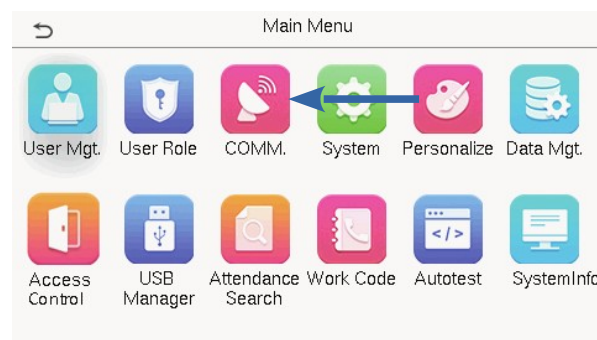 Main Menu
User Mgt. User Role COMM. System Personalize Data Mgt.
</>
Access USB Attendance Work Code Autotest SystemInfo
Control Manager Search